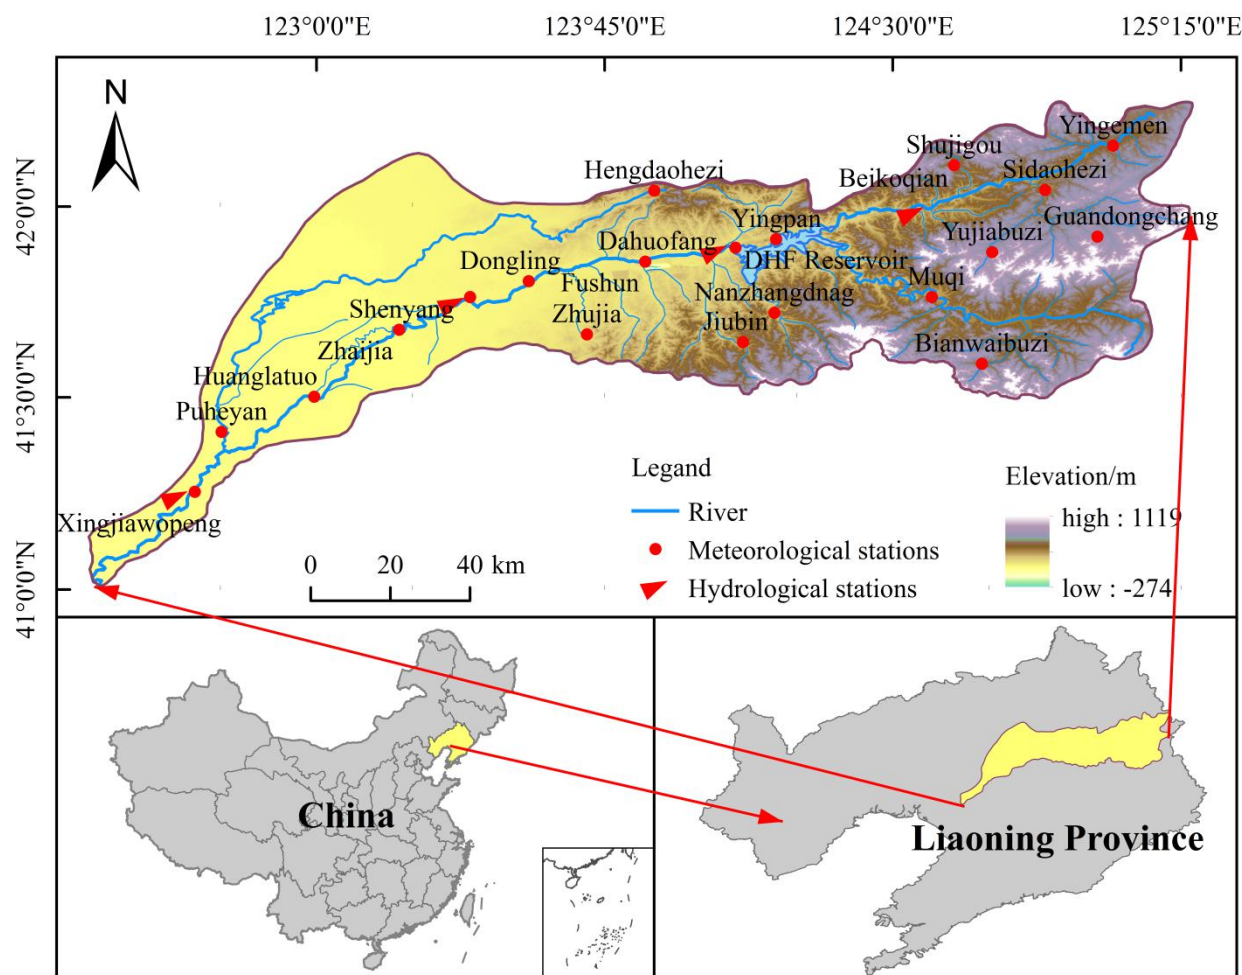 123°0'0"E
123°45'0"E
124°30'0"E
125°15'0"E
N
42°0'0"N
41°30'0"N
41°0'0"N
Yingemen
Shujigou
Sidaohezi
Hengdaohezi
Beikoqian
Guandongchang
Yingpan
Dahuofang
Yujiabuzi
Dongling
DHF Reservoir
Muqi
Fushun
Nanzhangdnag
Shenyang
Zhujia
Jiubin
Zhaijia
Bianwaibuzi
Huanglatuo
Puheyan
Xingjiawopeng
Legand
River
Meteorological stations
Hydrological stations
Elevation/m
high : 1119
low : -274
0 20 40 km
China
Liaoning Province